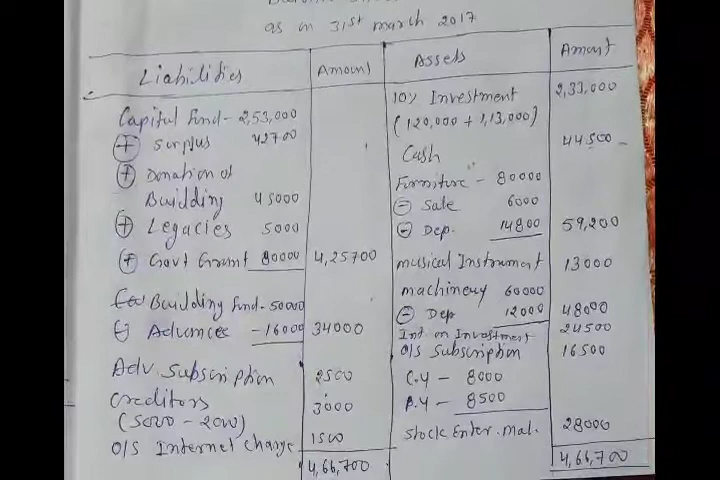 as on 31st march 2017
Liabilities Amount Assets Amount
Capital fund - 2,53,000
+ Surplus 42700
+ Donation of
Building 45000
+ Legacies 5000
+ Govt Grant 80000 4,25700
Building fund - 50000
(-) Advances - 16000 34000
Adv. Subscription 2500
Creditors 3000
(5000 - 2000)
O/S Internet charge 1500
4,66,700
10% Investment 2,33,000
(120,000 + 1,13,000)
Cash 44500
Furniture - 80000
- Sale 6000
- Dep. 14800 59,200
musical Instrument 13000
machinery 60000
- Dep 12000 48000
Int. on Investment 24500
O/S Subscription 16500
C.Y - 8000
P.Y - 8500
Stock Enter. mat. 28000
4,66,700